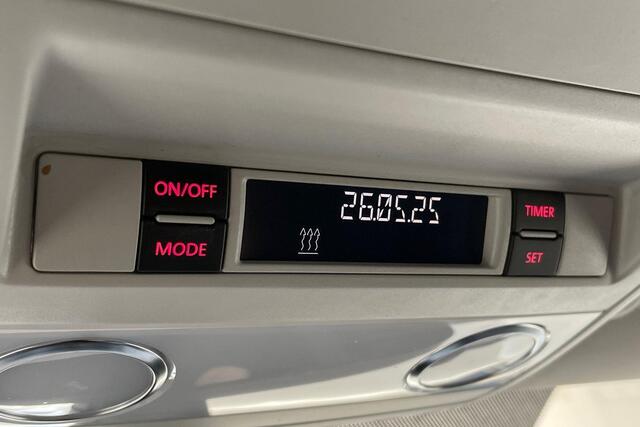 ON/OFF
MODE
26.05.25
TIMER
SET